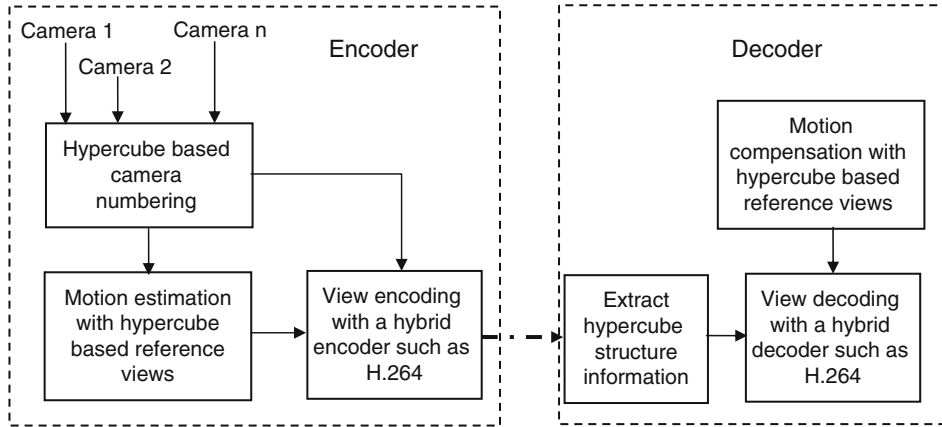 Camera 1
Camera n
Camera 2
Encoder
Hypercube based
camera
numbering
Motion estimation
with hypercube
based reference
views
View encoding
with a hybrid
encoder such as
H.264
Decoder
Motion
compensation with
hypercube based
reference views
Extract
hypercube
structure
information
View decoding
with a hybrid
decoder such as
H.264